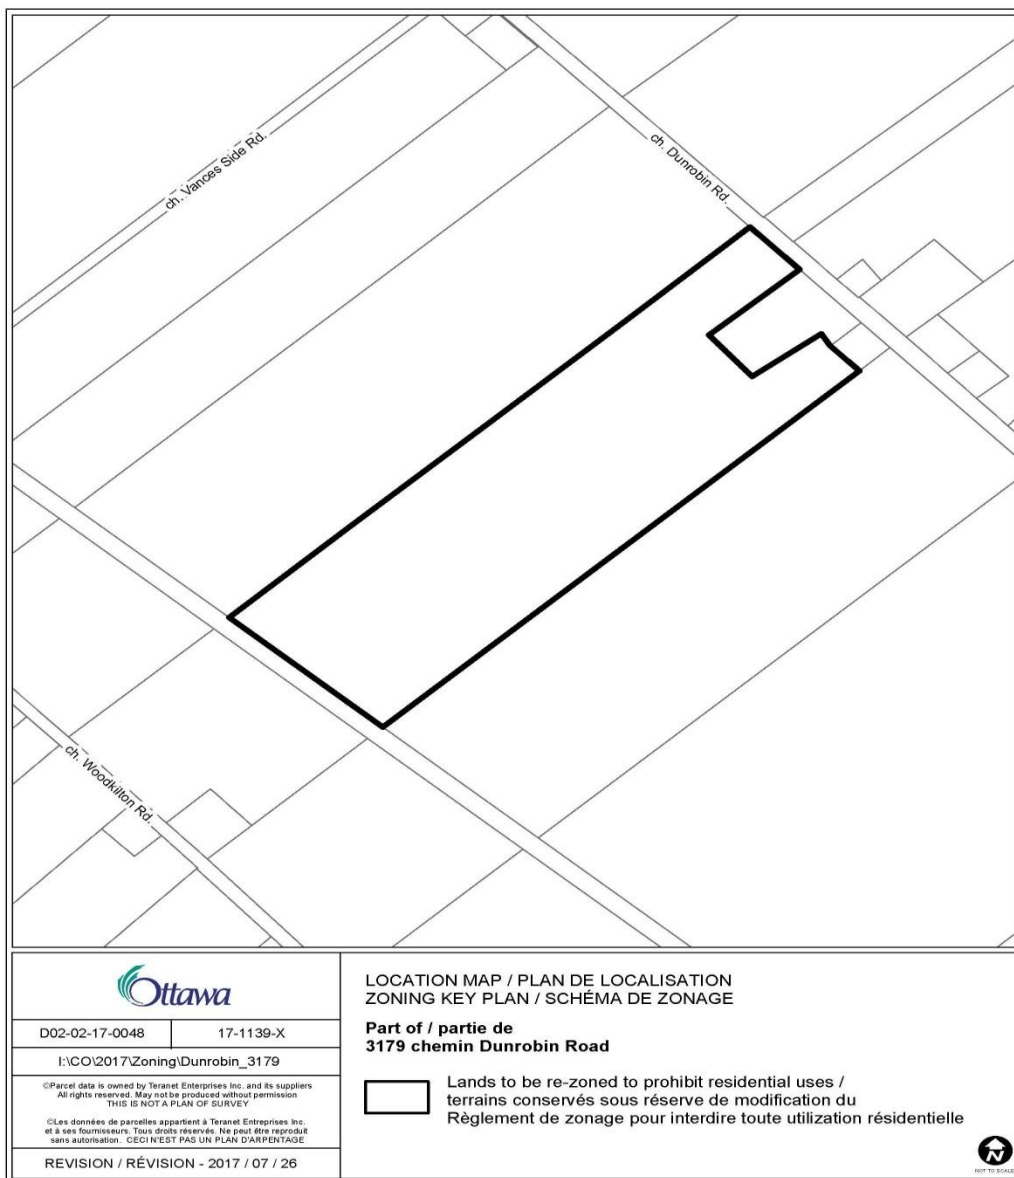 ch. Vances Side Rd.
ch. Dunrobin Rd.
ch. Woodkilton Rd.
Ottawa
D02-02-17-0048
17-1139-X
I:\CO\2017\Zoning\Dunrobin_3179
©Parcel data is owned by Teranet Enterprises Inc. and its suppliers
All rights reserved. May not be produced without permission
THIS IS NOT A PLAN OF SURVEY
©Les données de parcelles appartient à Teranet Entreprises Inc.
et à ses fournisseurs. Tous droits réservés. Ne peut être reproduit
sans autorisation. CECI N'EST PAS UN PLAN D'ARPENTAGE
REVISION / RÉVISION - 2017 / 07 / 26
LOCATION MAP / PLAN DE LOCALISATION
ZONING KEY PLAN / SCHÉMA DE ZONAGE
Part of / partie de
3179 chemin Dunrobin Road
Lands to be re-zoned to prohibit residential uses /
terrains conservés sous réserve de modification du
Règlement de zonage pour interdire toute utilization résidentielle
N
NOT TO SCALE